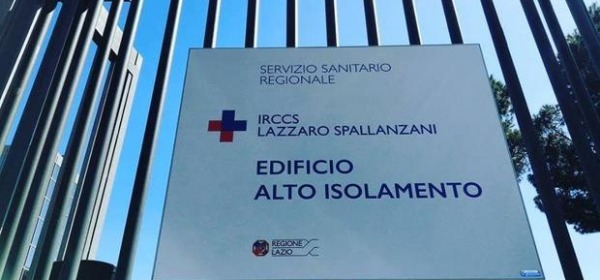 SERVIZIO SANITARIO
REGIONALE
IRCCS
LAZZARO SPALLANZANI
EDIFICIO
ALTO ISOLAMENTO
REGIONE
LAZIO